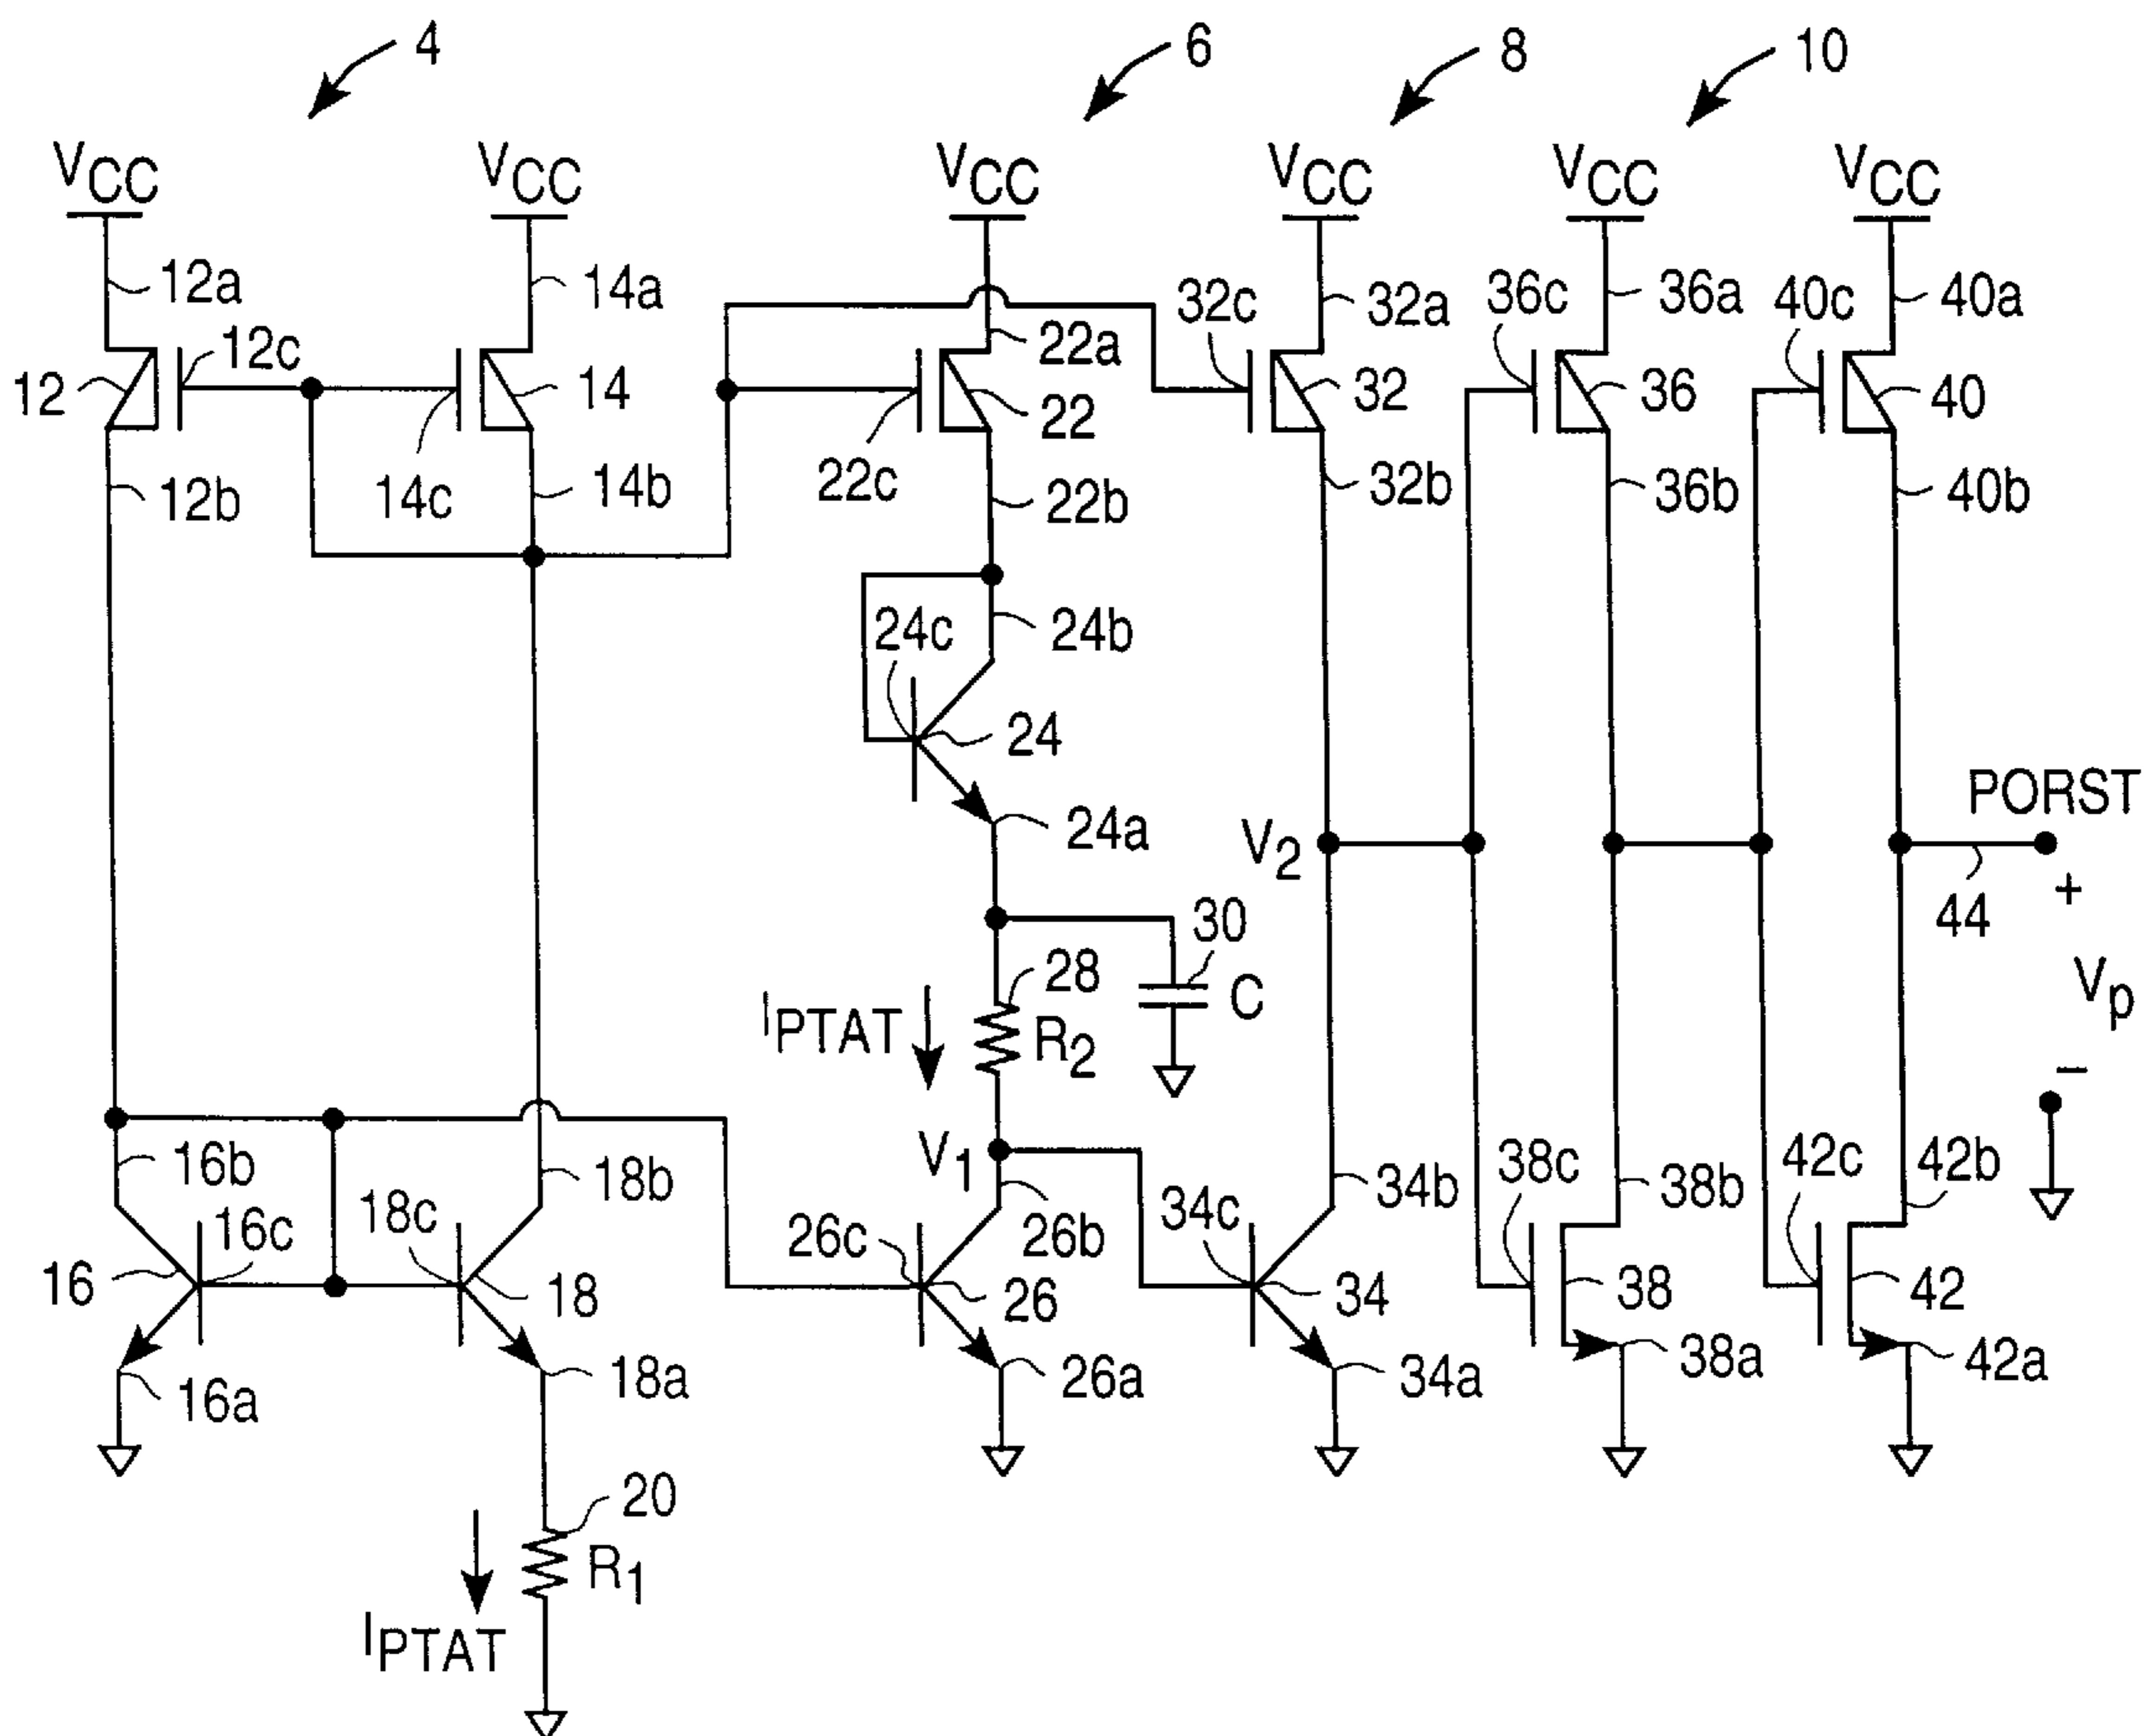 4
6
8
10
VCC
VCC
VCC
VCC
VCC
VCC
12a
14a
32c
32a
36c
36a
40c
40a
12c
22a
12
14
22
32
36
40
12b
14c
14b
22c
22b
32b
36b
40b
24c
24b
24
24a
V2
PORST
+
44
30
28
C
Vp
IPTAT
R2
–
16b
18b
V1
34b
38c
38b
42c
42b
16c
18c
26c
26b
34c
16
18
26
34
38
42
16a
18a
26a
34a
38a
42a
20
R1
IPTAT